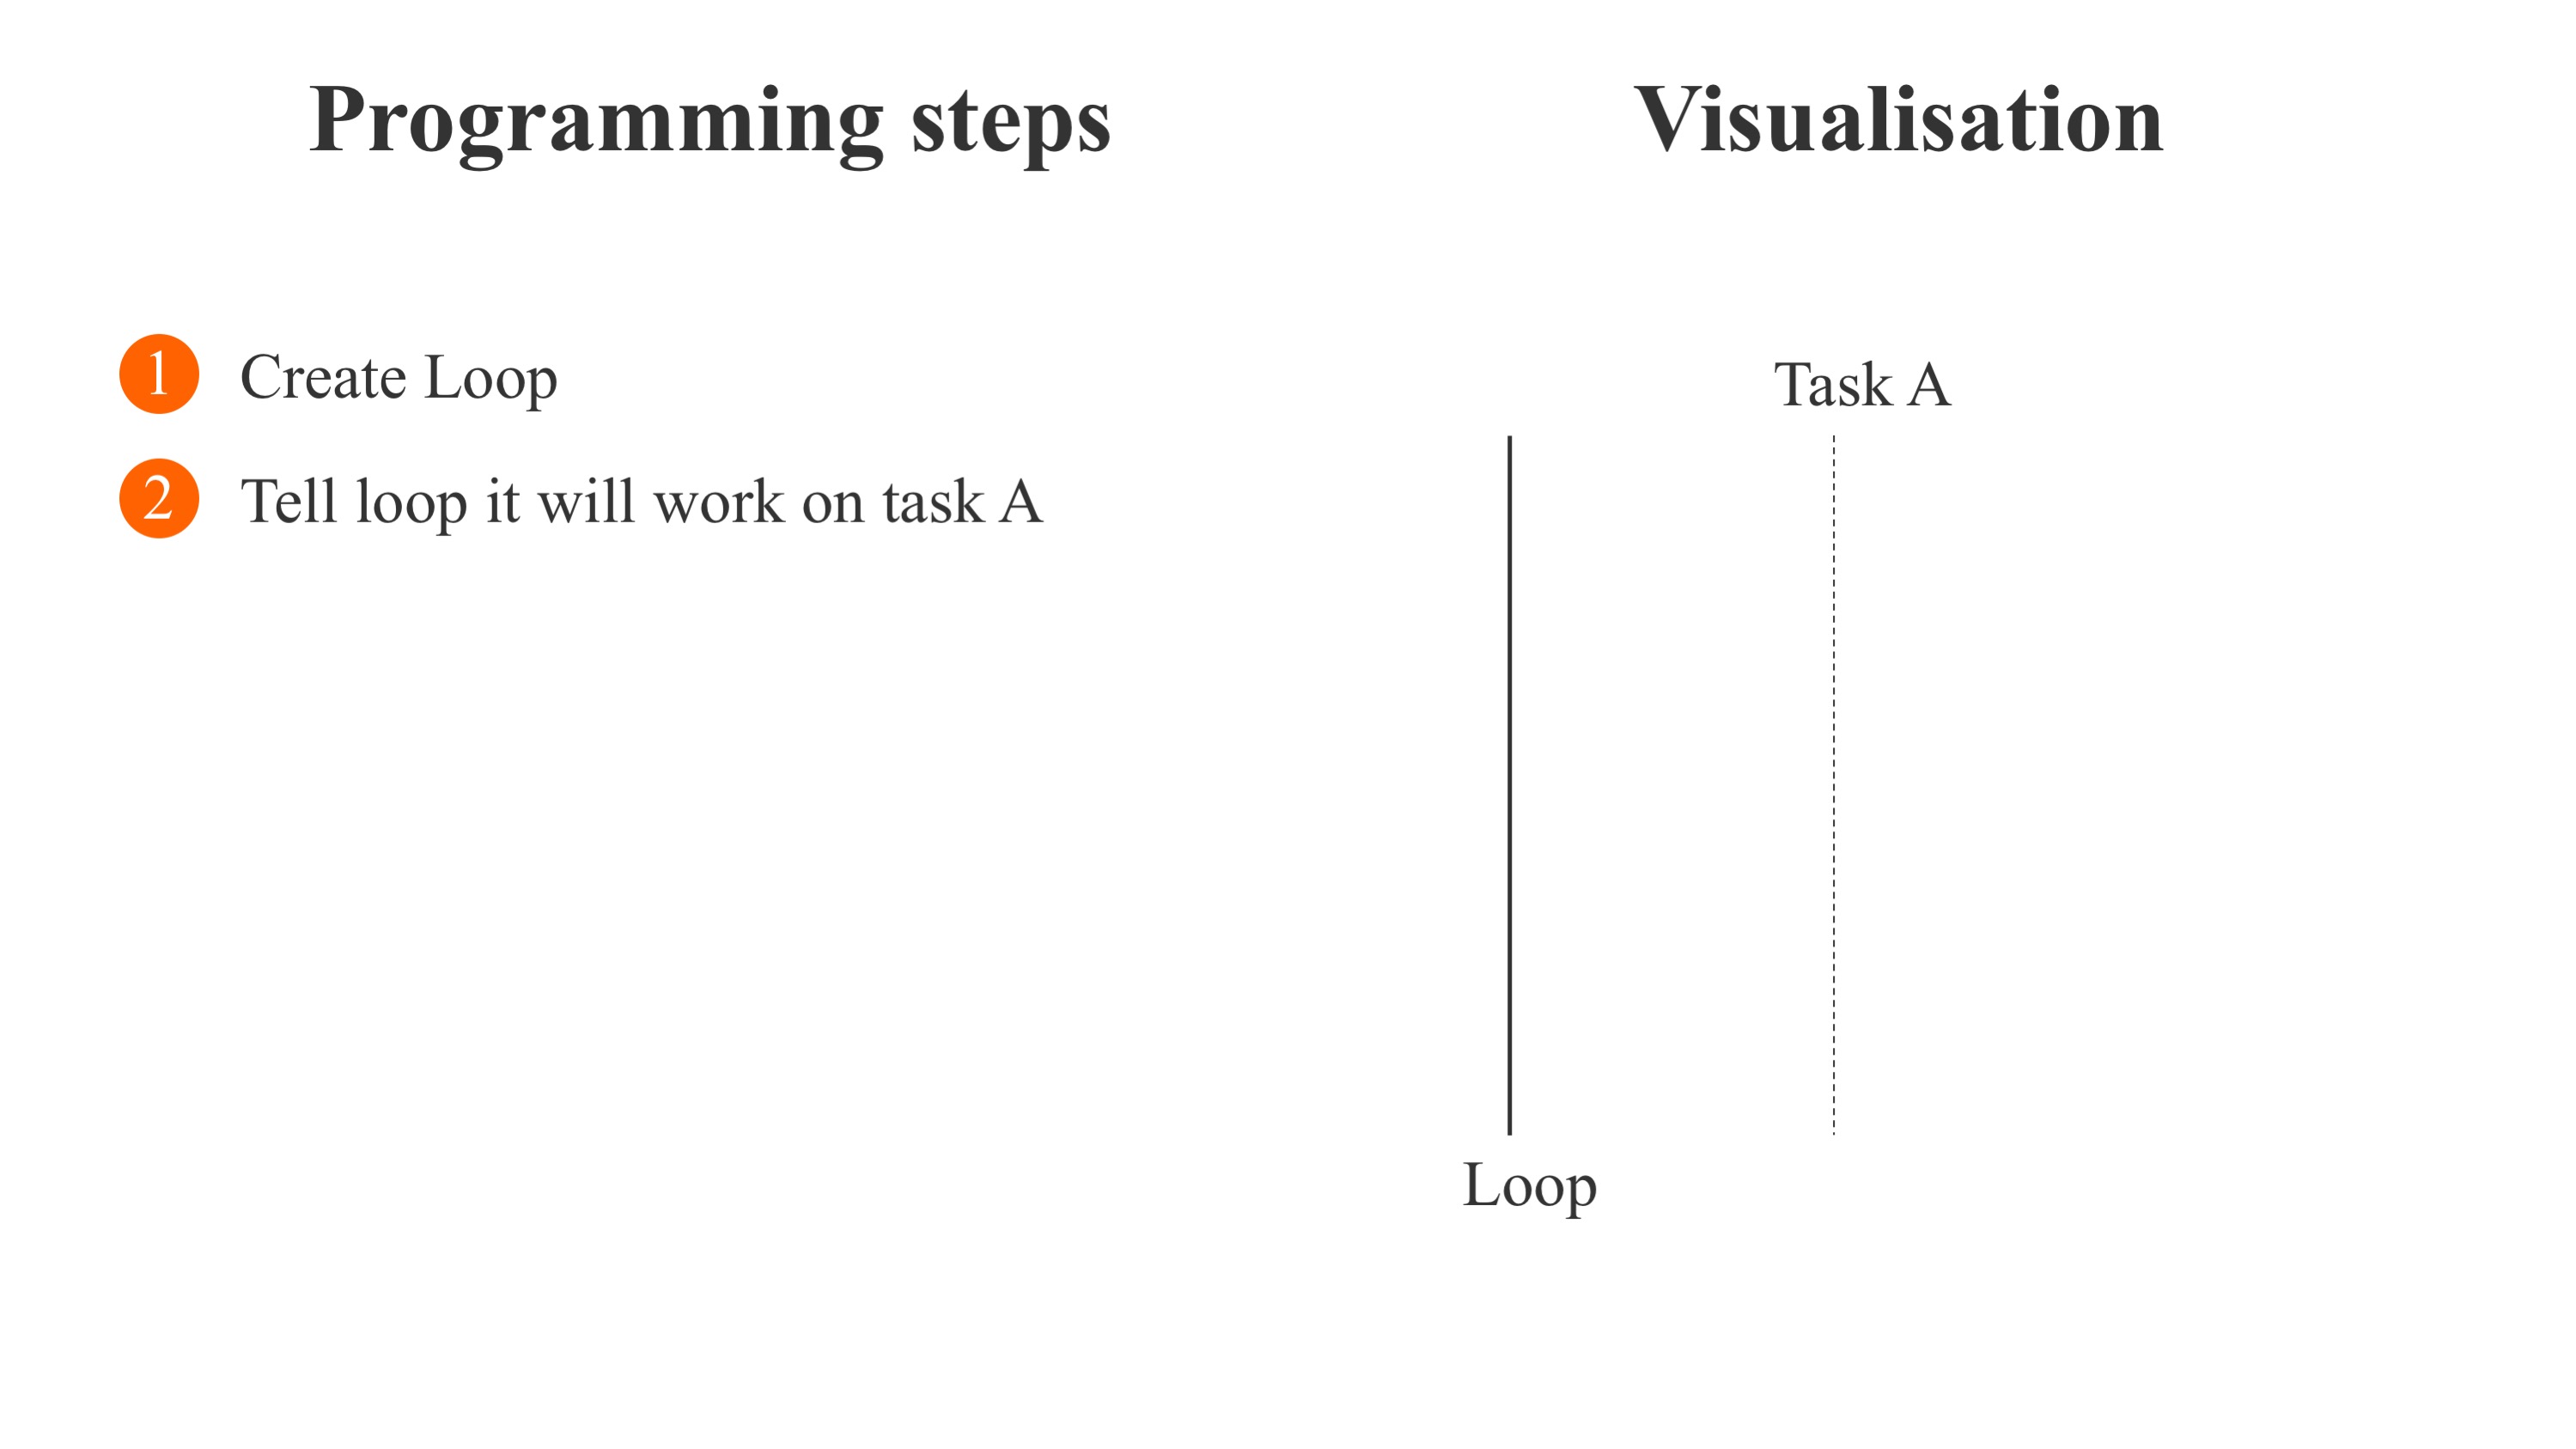 Programming steps
Visualisation
1 Create Loop
2 Tell loop it will work on task A
Task A
Loop